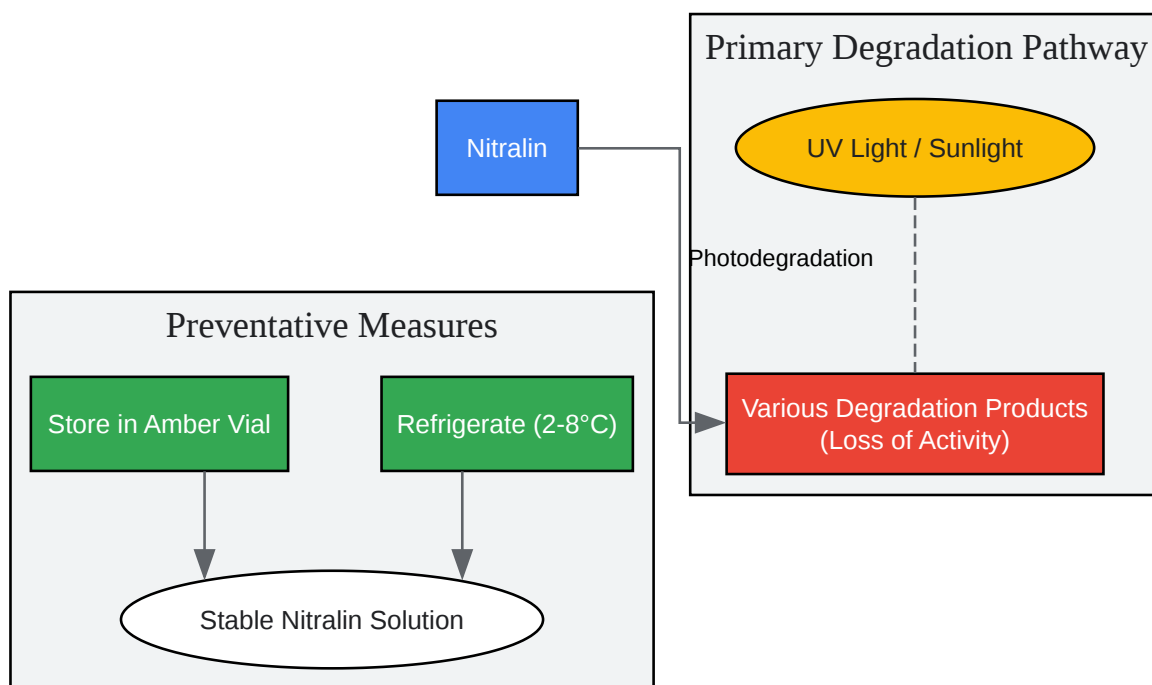 Primary Degradation Pathway
Nitralin
UV Light / Sunlight
Photodegradation
Various Degradation Products
(Loss of Activity)
Preventative Measures
Store in Amber Vial
Refrigerate (2-8°C)
Stable Nitralin Solution